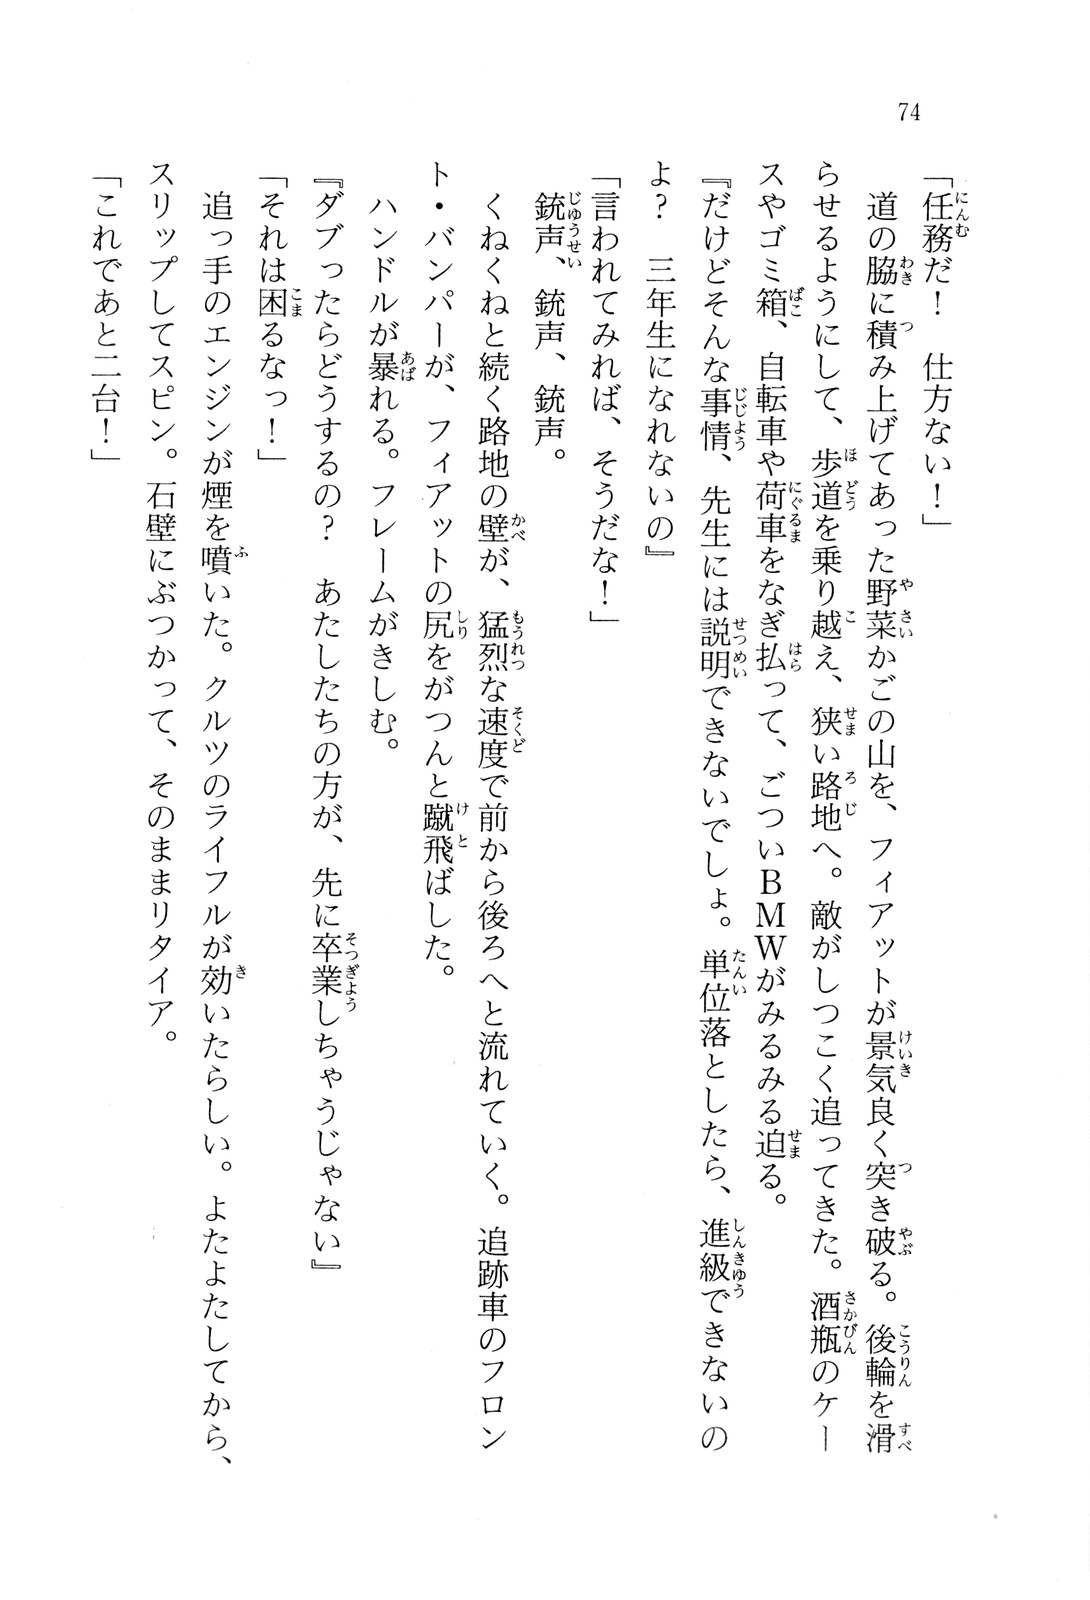 74
「任務だ！　仕方ない！」
　道の脇に積み上げてあった野菜かごの山を、フィアットが景気良く突き破る。後輪を滑
らせるようにして、歩道を乗り越え、狭い路地へ。敵がしつこく追ってきた。酒瓶のケー
スやゴミ箱、自転車や荷車をなぎ払って、ごついＢＭＷがみるみる迫る。
『だけどそんな事情、先生には説明できないでしょ。単位落としたら、進級できないの
よ？　三年生になれないの』
「言われてみれば、そうだな！」
　銃声、銃声、銃声。
　くねくねと続く路地の壁が、猛烈な速度で前から後ろへと流れていく。追跡車のフロン
ト・バンパーが、フィアットの尻をがつんと蹴飛ばした。
　ハンドルが暴れる。フレームがきしむ。
『ダブったらどうするの？　あたしたちの方が、先に卒業しちゃうじゃない』
「それは困るなっ！」
　追っ手のエンジンが煙を噴いた。クルツのライフルが効いたらしい。よたよたしてから、
スリップしてスピン。石壁にぶつかって、そのままリタイア。
「これであと二台！」